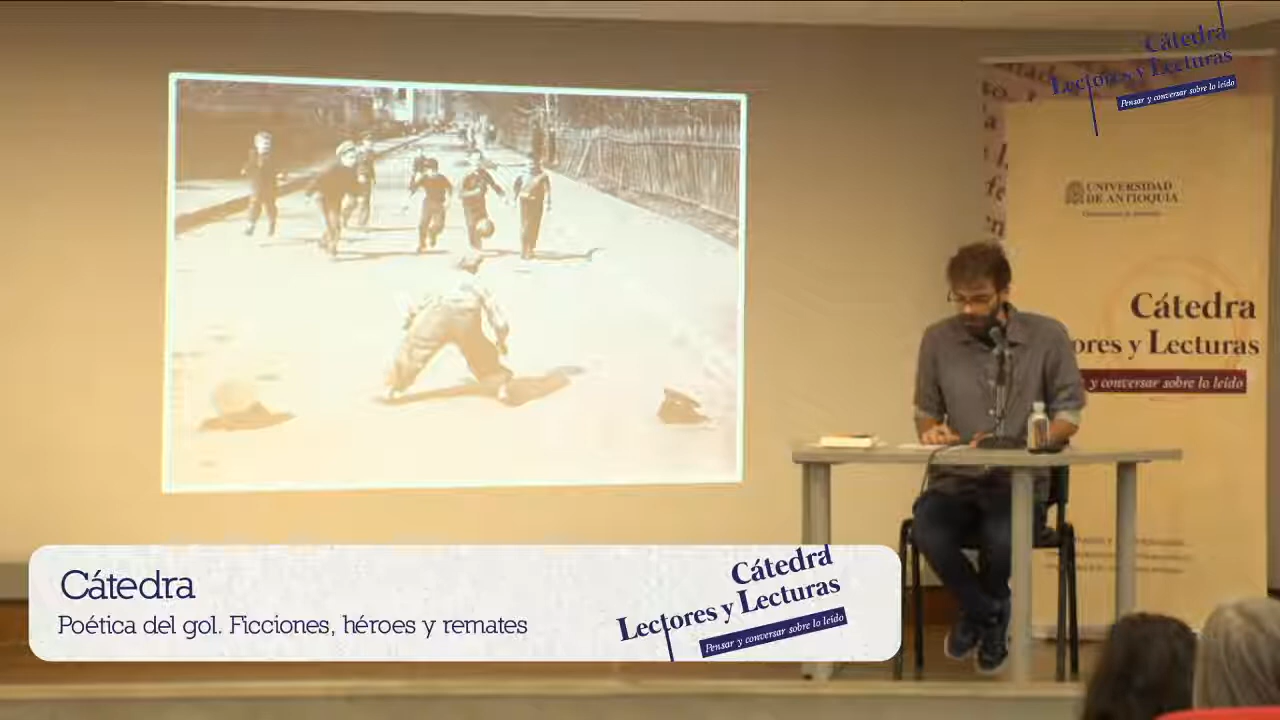 Cátedra
Lectores y Lecturas
Pensar y conversar sobre lo leído
UNIVERSIDAD
DE ANTIOQUIA
Cátedra
ores y Lecturas
y conversar sobre lo leído
Cátedra
Poética del gol. Ficciones, héroes y remates
Cátedra
Lectores y Lecturas
Pensar y conversar sobre lo leído